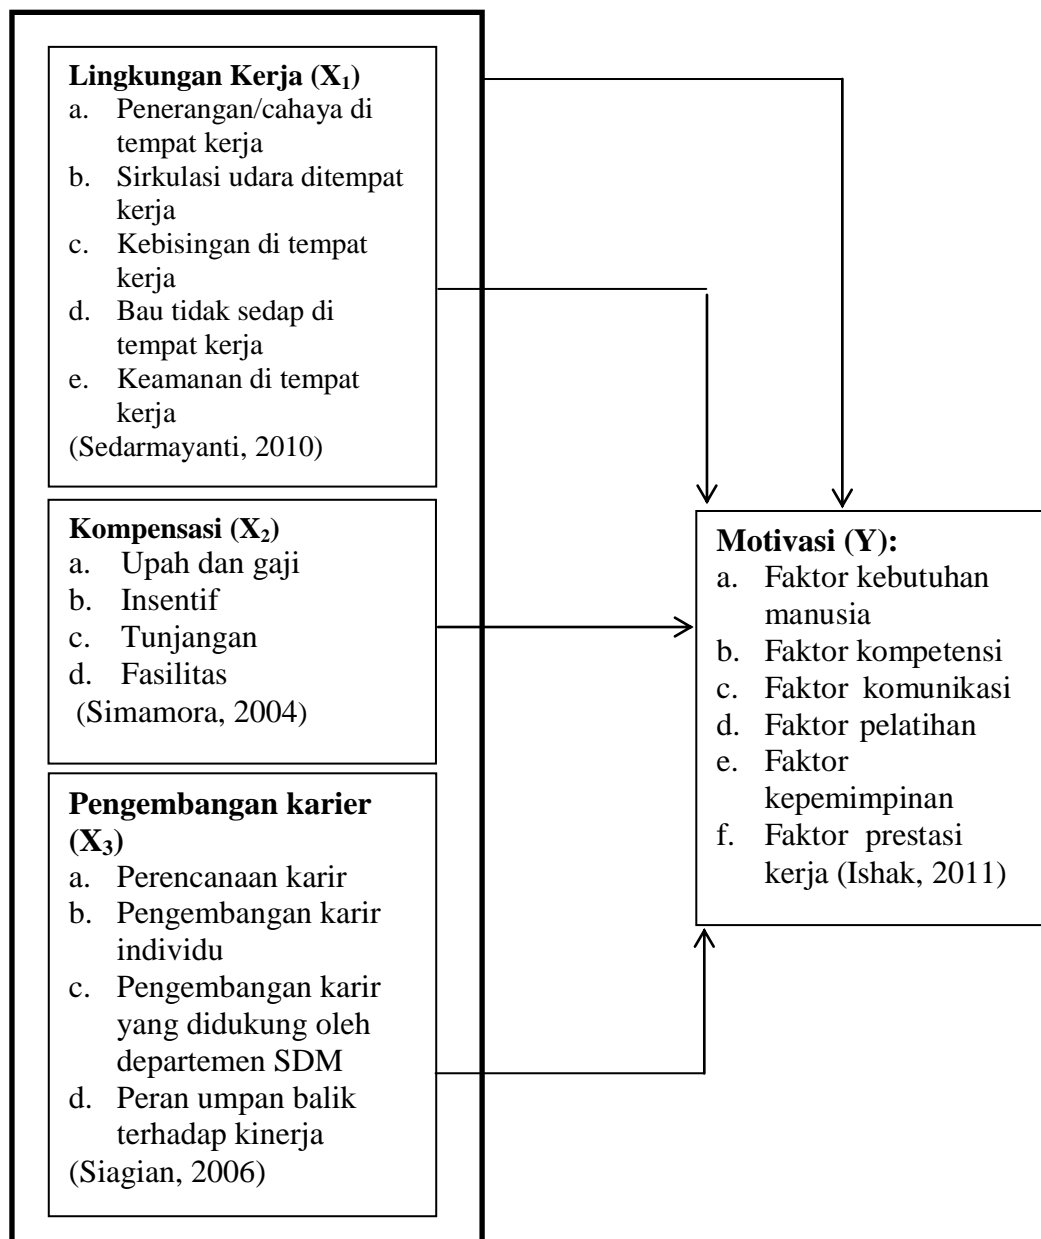 Lingkungan Kerja (X₁)
a. Penerangan/cahaya di
tempat kerja
b. Sirkulasi udara ditempat
kerja
c. Kebisingan di tempat
kerja
d. Bau tidak sedap di
tempat kerja
e. Keamanan di tempat
kerja
(Sedarmayanti, 2010)
Kompensasi (X₂)
a. Upah dan gaji
b. Insentif
c. Tunjangan
d. Fasilitas
(Simamora, 2004)
Pengembangan karier
(X₃)
a. Perencanaan karir
b. Pengembangan karir
individu
c. Pengembangan karir
yang didukung oleh
departemen SDM
d. Peran umpan balik
terhadap kinerja
(Siagian, 2006)
Motivasi (Y):
a. Faktor kebutuhan
manusia
b. Faktor kompetensi
c. Faktor komunikasi
d. Faktor pelatihan
e. Faktor
kepemimpinan
f. Faktor prestasi
kerja (Ishak, 2011)